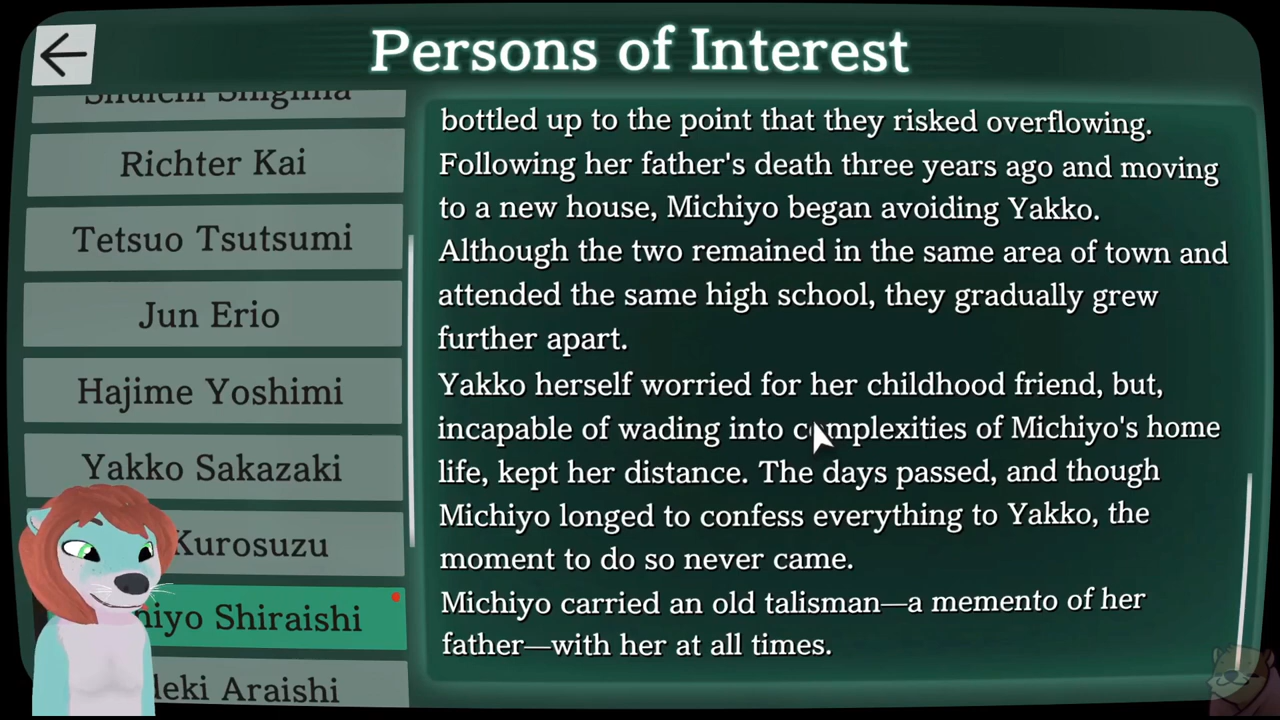 Persons of Interest
Shuichi Shigima
Richter Kai
Tetsuo Tsutsumi
Jun Erio
Hajime Yoshimi
Yakko Sakazaki
Kurosuzu
hiyo Shiraishi
deki Araishi
bottled up to the point that they risked overflowing.
Following her father's death three years ago and moving
to a new house, Michiyo began avoiding Yakko.
Although the two remained in the same area of town and
attended the same high school, they gradually grew
further apart.
Yakko herself worried for her childhood friend, but,
incapable of wading into complexities of Michiyo's home
life, kept her distance. The days passed, and though
Michiyo longed to confess everything to Yakko, the
moment to do so never came.
Michiyo carried an old talisman—a memento of her
father—with her at all times.